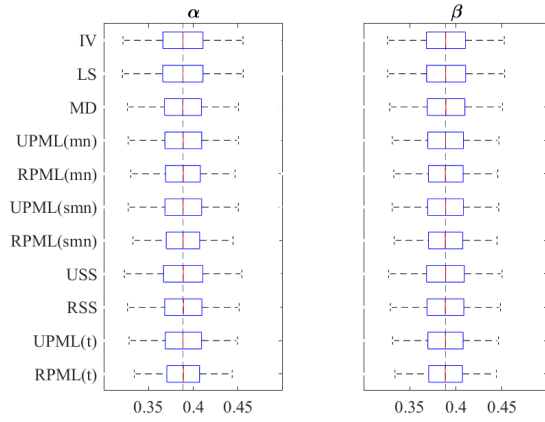 α
β
IV
LS
MD
UPML(mn)
RPML(mn)
UPML(smn)
RPML(smn)
USS
RSS
UPML(t)
RPML(t)
0.35 0.4 0.45
0.35 0.4 0.45